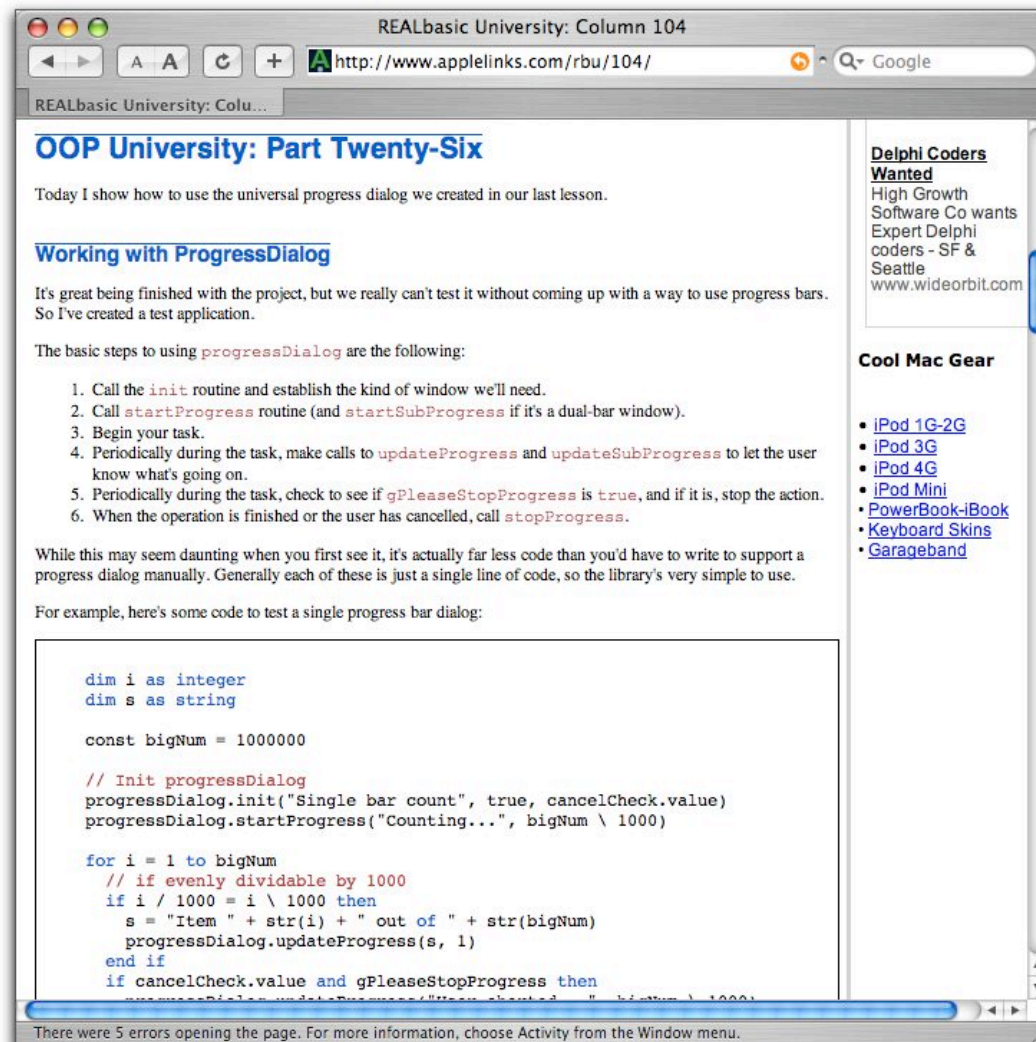 REALbasic University: Column 104
A A
http://www.applelinks.com/rbu/104/
Google
REALbasic University: Colu...
OOP University: Part Twenty-Six
Today I show how to use the universal progress dialog we created in our last lesson.
Working with ProgressDialog
It's great being finished with the project, but we really can't test it without coming up with a way to use progress bars.
So I've created a test application.
The basic steps to using progressDialog are the following:
1. Call the init routine and establish the kind of window we'll need.
2. Call startProgress routine (and startSubProgress if it's a dual-bar window).
3. Begin your task.
4. Periodically during the task, make calls to updateProgress and updateSubProgress to let the user
know what's going on.
5. Periodically during the task, check to see if gPleaseStopProgress is true, and if it is, stop the action.
6. When the operation is finished or the user has cancelled, call stopProgress.
While this may seem daunting when you first see it, it's actually far less code than you'd have to write to support a
progress dialog manually. Generally each of these is just a single line of code, so the library's very simple to use.
For example, here's some code to test a single progress bar dialog:
dim i as integer
dim s as string
const bigNum = 1000000
// Init progressDialog
progressDialog.init("Single bar count", true, cancelCheck.value)
progressDialog.startProgress("Counting...", bigNum \ 1000)
for i = 1 to bigNum
// if evenly dividable by 1000
if i / 1000 = i \ 1000 then
s = "Item " + str(i) + " out of " + str(bigNum)
progressDialog.updateProgress(s, 1)
end if
if cancelCheck.value and gPleaseStopProgress then
Delphi Coders
Wanted
High Growth
Software Co wants
Expert Delphi
coders - SF &
Seattle
www.wideorbit.com
Cool Mac Gear
• iPod 1G-2G
• iPod 3G
• iPod 4G
• iPod Mini
• PowerBook-iBook
• Keyboard Skins
• Garageband
There were 5 errors opening the page. For more information, choose Activity from the Window menu.